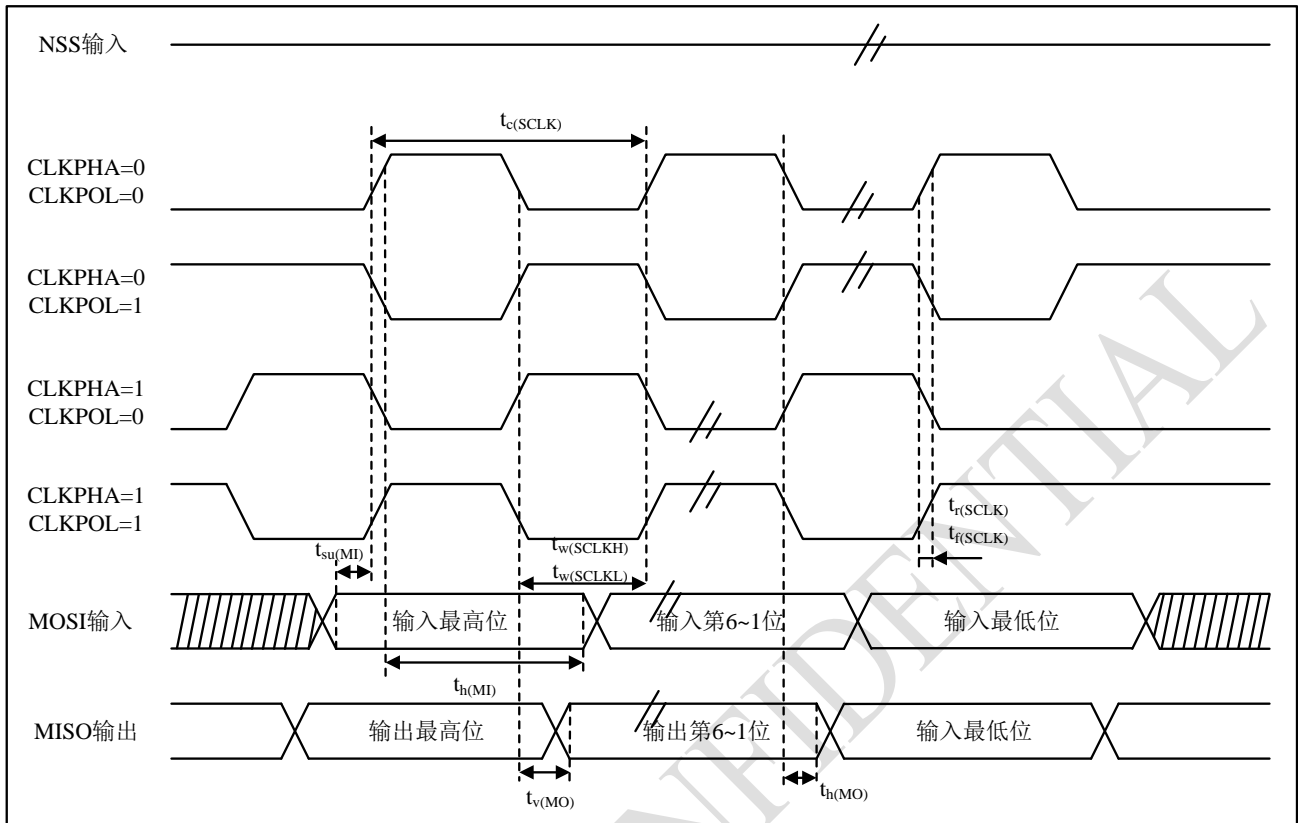 NSS输入
tc(SCLK)
CLKPHA=0
CLKPOL=0
CLKPHA=0
CLKPOL=1
CLKPHA=1
CLKPOL=0
CLKPHA=1
CLKPOL=1
tr(SCLK)
tf(SCLK)
tsu(MI)
tw(SCLKH)
tw(SCLKL)
MOSI输入
输入最高位
输入第6~1位
输入最低位
th(MI)
MISO输出
输出最高位
输出第6~1位
输入最低位
tv(MO)
th(MO)
NFIDENTIAL